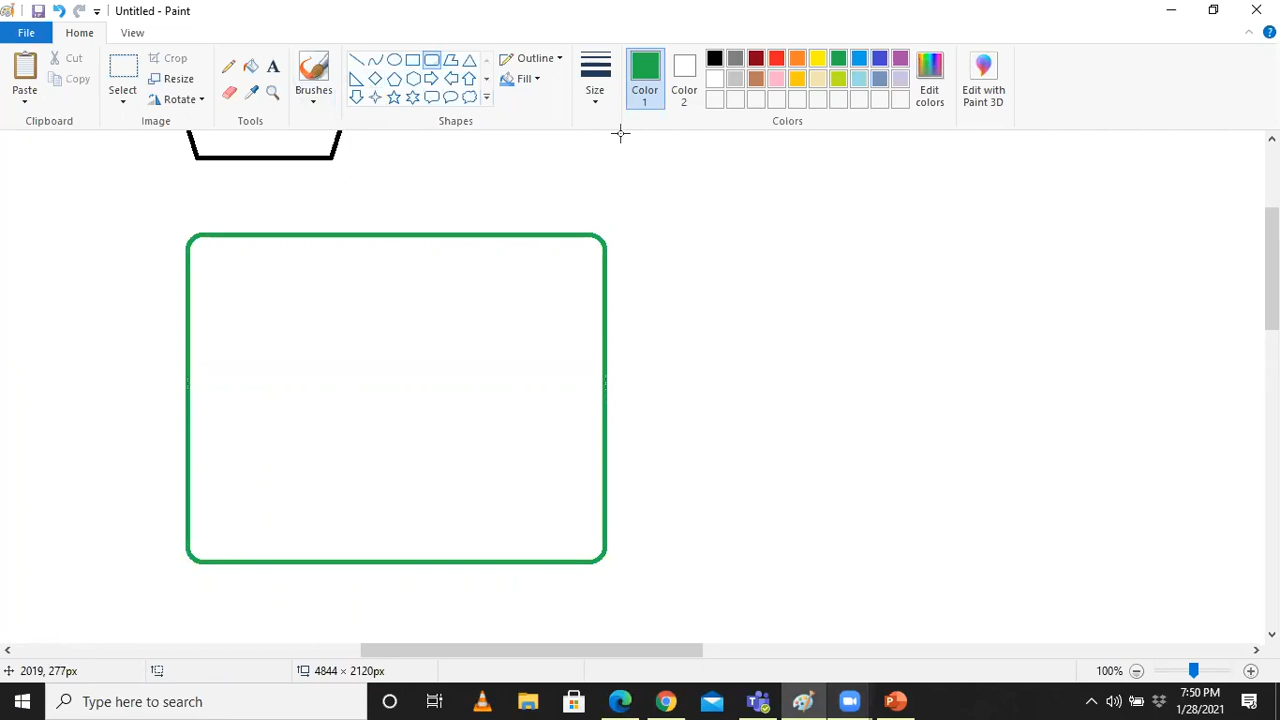 Untitled - Paint
File
Home
View
Paste
Cut
Copy
Clipboard
Select
Crop
Resize
Rotate
Image
A
Tools
Brushes
Shapes
Outline
Fill
Size
Color
1
Color
2
Edit
colors
Colors
Edit with
Paint 3D
2019, 277px
4844 × 2120px
100%
Type here to search
7:50 PM
1/28/2021